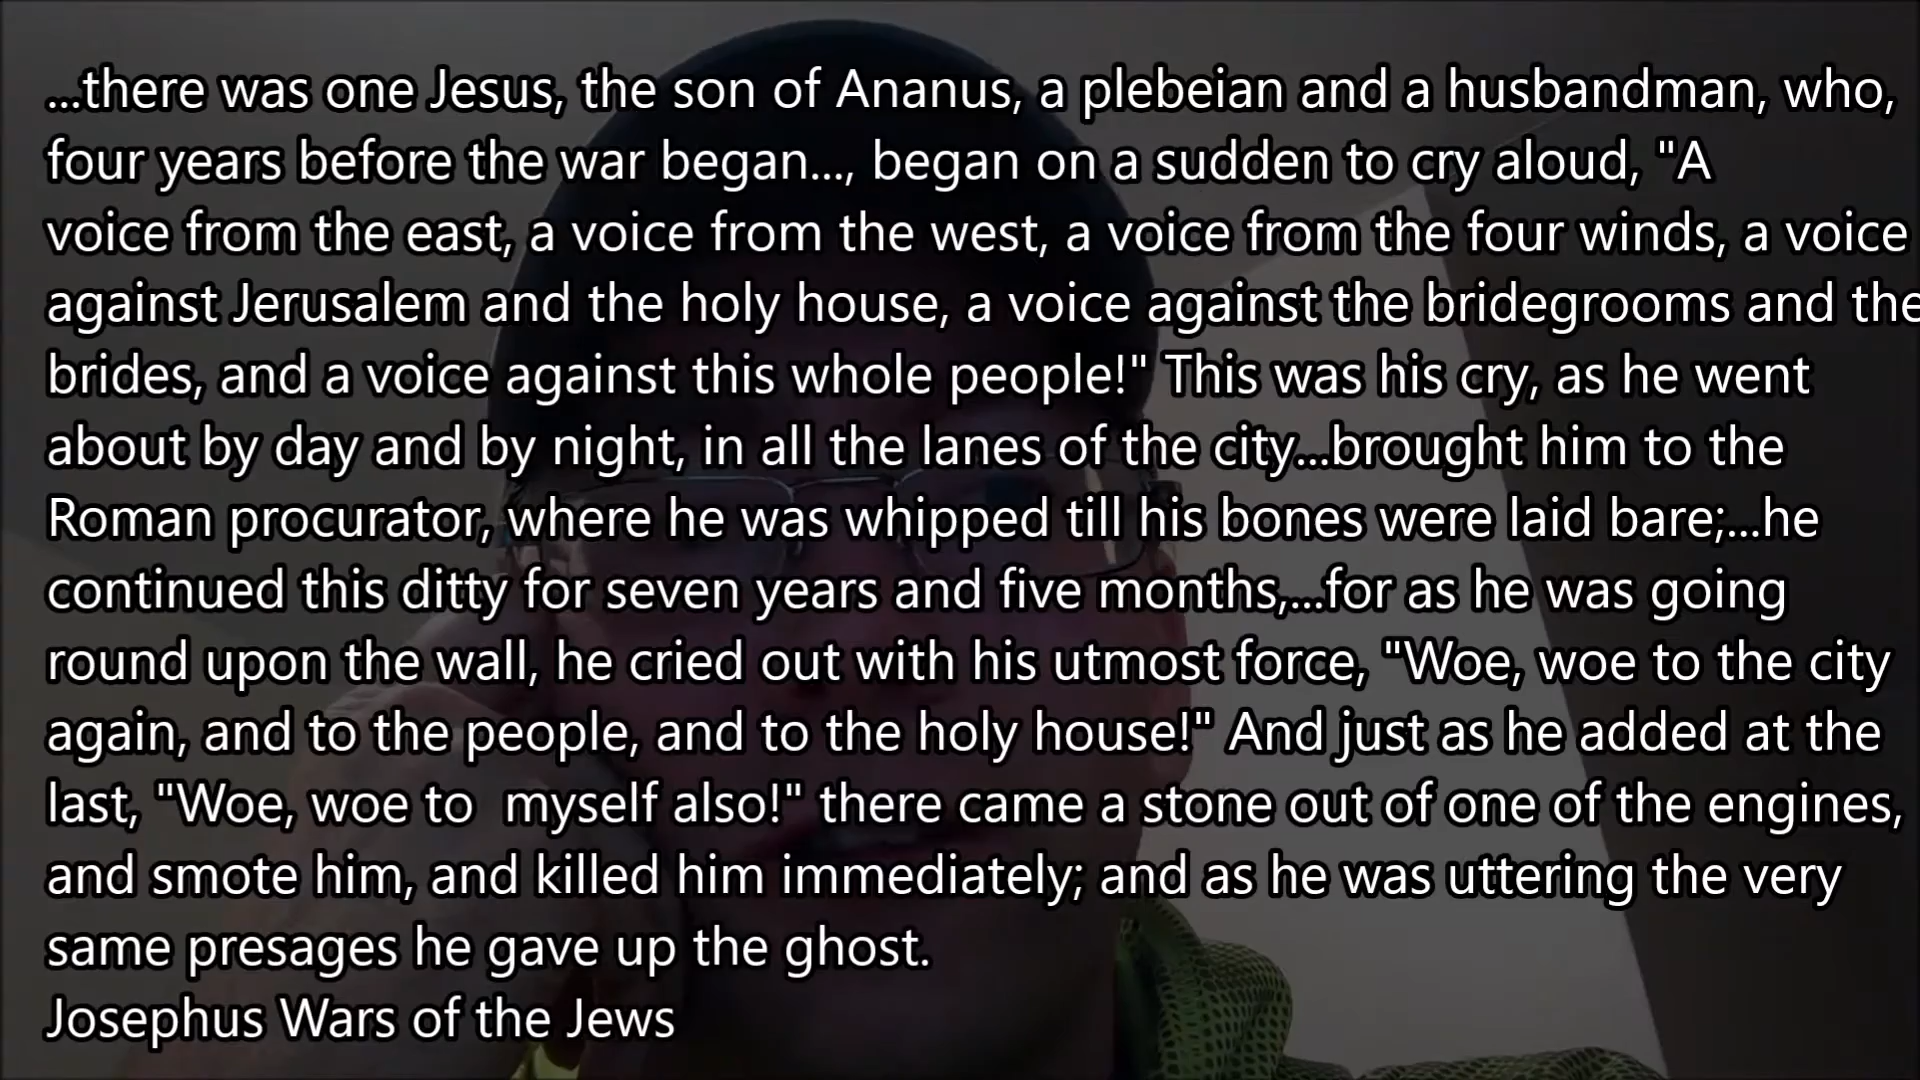 ...there was one Jesus, the son of Ananus, a plebeian and a husbandman, who,
four years before the war began..., began on a sudden to cry aloud, "A
voice from the east, a voice from the west, a voice from the four winds, a voice
against Jerusalem and the holy house, a voice against the bridegrooms and the
brides, and a voice against this whole people!" This was his cry, as he went
about by day and by night, in all the lanes of the city...brought him to the
Roman procurator, where he was whipped till his bones were laid bare;...he
continued this ditty for seven years and five months,...for as he was going
round upon the wall, he cried out with his utmost force, "Woe, woe to the city
again, and to the people, and to the holy house!" And just as he added at the
last, "Woe, woe to  myself also!" there came a stone out of one of the engines,
and smote him, and killed him immediately; and as he was uttering the very
same presages he gave up the ghost.
Josephus Wars of the Jews